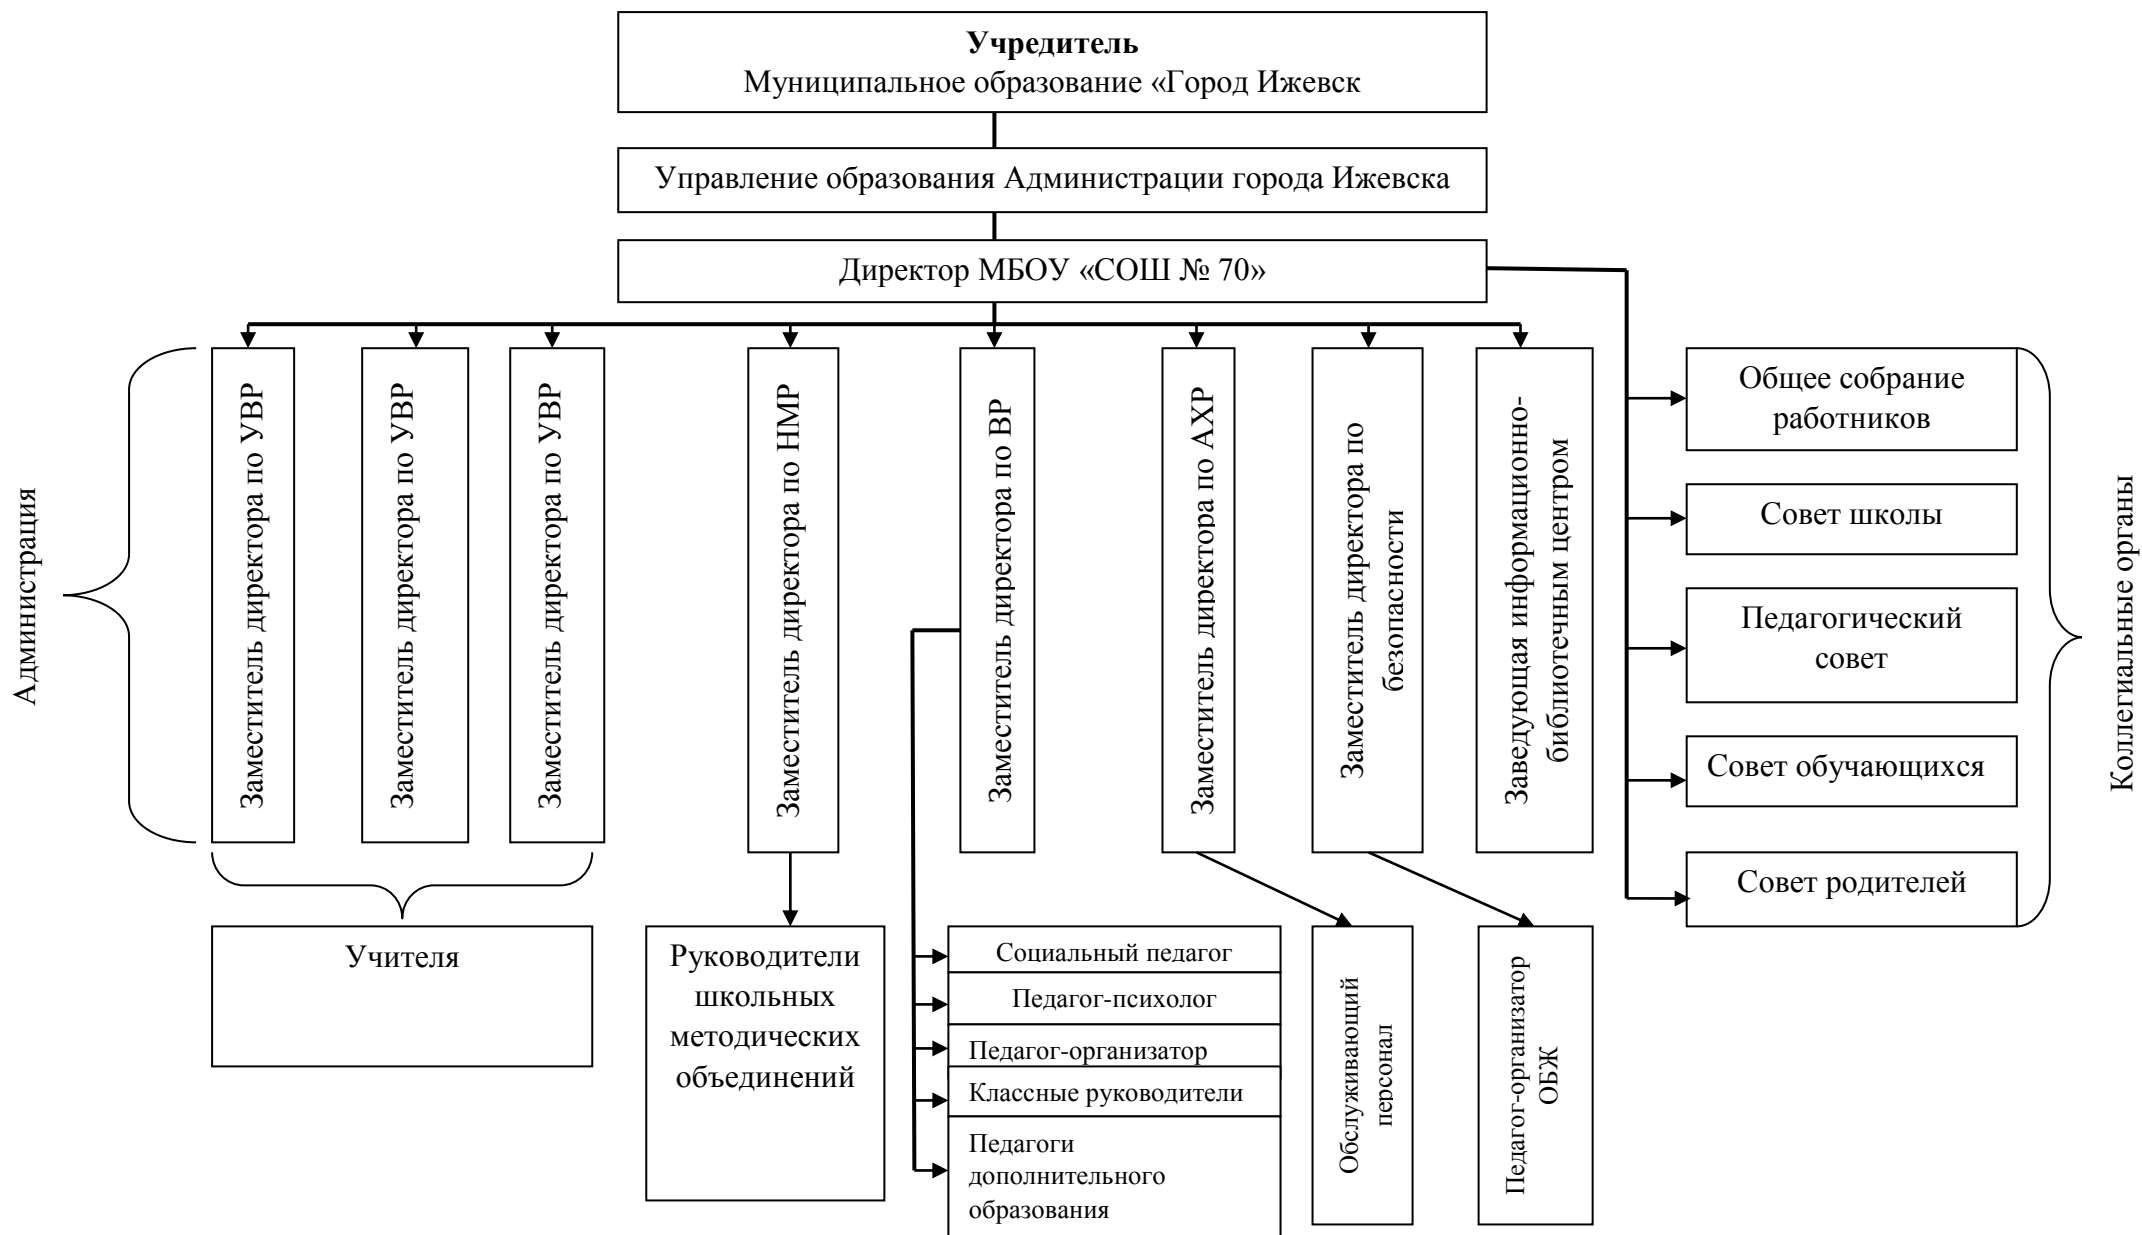 Учредитель
Муниципальное образование «Город Ижевск
Управление образования Администрации города Ижевска
Директор МБОУ «СОШ № 70»
Администрация
Заместитель директора по УВР
Заместитель директора по УВР
Заместитель директора по УВР
Заместитель директора по НМР
Заместитель директора по ВР
Заместитель директора по АХР
Заместитель директора по
безопасности
Заведующая информационно-
библиотечным центром
Общее собрание
работников
Совет школы
Педагогический
совет
Совет обучающихся
Совет родителей
Коллегиальные органы
Учителя
Руководители
школьных
методических
объединений
Социальный педагог
Педагог-психолог
Педагог-организатор
Классные руководители
Педагоги
дополнительного
образования
Обслуживающий
персонал
Педагог-организатор
ОБЖ